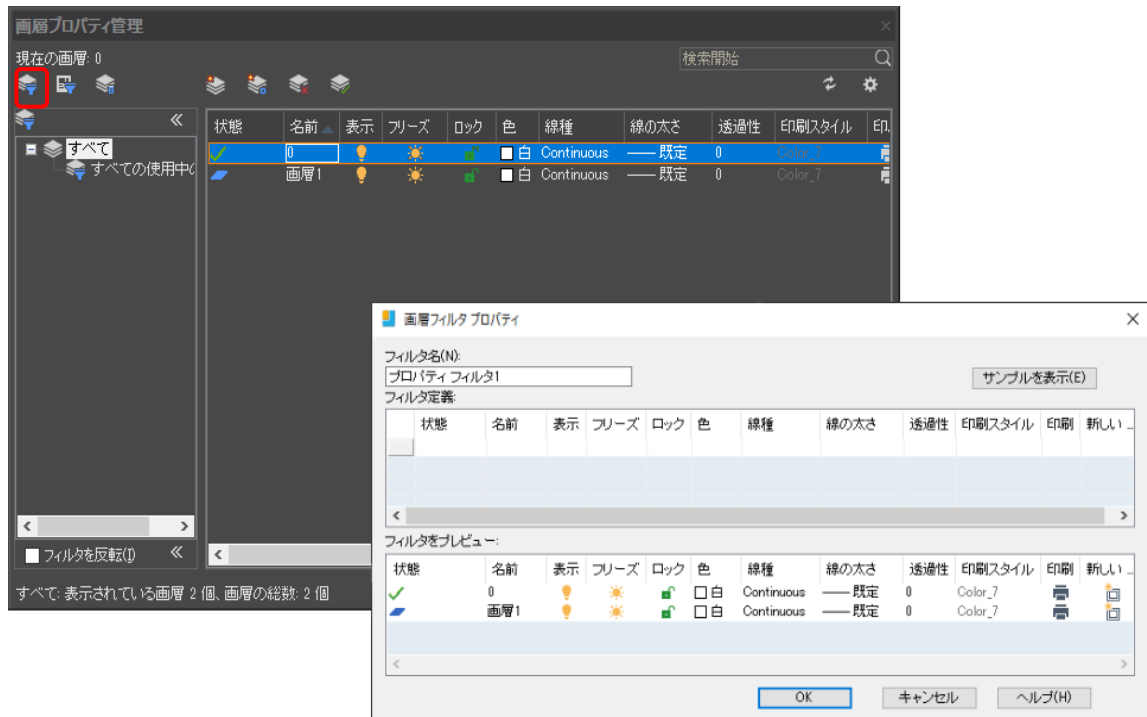 画層プロパティ管理
現在の画層: 0
検索開始
状態 名前 表示 フリーズ ロック 色 線種 線の太さ 透過性 印刷スタイル 印.
すべて
0 白 Continuous 既定 0 Color_7
すべての使用中の
画層1 白 Continuous 既定 0 Color_7
フィルタを反転(I)
すべて: 表示されている画層 2 個、画層の総数: 2 個
画層フィルタ プロパティ
フィルタ名(N):
プロパティ フィルタ1
サンプルを表示(E)
フィルタ定義:
状態 名前 表示 フリーズ ロック 色 線種 線の太さ 透過性 印刷スタイル 印刷 新しい ...
フィルタをプレビュー:
状態 名前 表示 フリーズ ロック 色 線種 線の太さ 透過性 印刷スタイル 印刷 新しい ...
0 白 Continuous 既定 0 Color_7
画層1 白 Continuous 既定 0 Color_7
OK キャンセル ヘルプ(H)